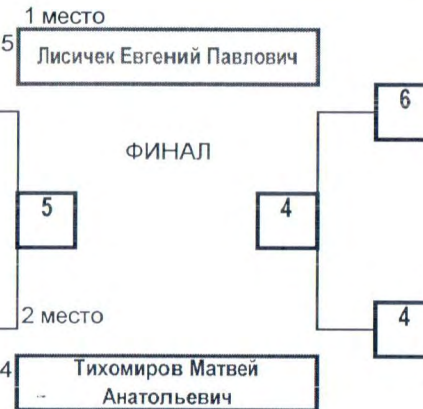 1 место
5
Лисичек Евгений Павлович
6
ФИНАЛ
5
4
2 место
4
4
Тихомиров Матвей
Анатольевич